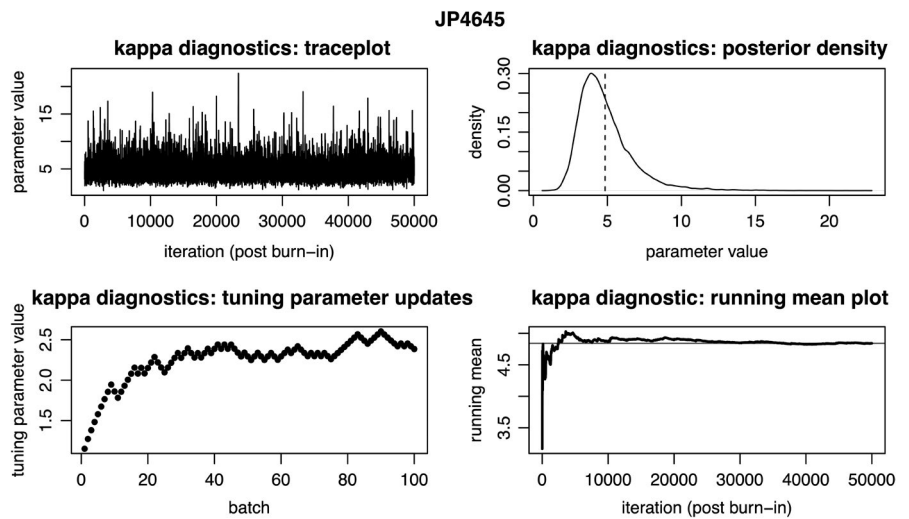 JP4645
kappa diagnostics: traceplot
parameter value
5 15
0 10000 20000 30000 40000 50000
iteration (post burn−in)
kappa diagnostics: posterior density
density
0.00 0.15 0.30
0 5 10 15 20
parameter value
kappa diagnostics: tuning parameter updates
tuning parameter value
1.5 2.0 2.5
0 20 40 60 80 100
batch
kappa diagnostic: running mean plot
running mean
3.5 4.5
0 10000 20000 30000 40000 50000
iteration (post burn−in)